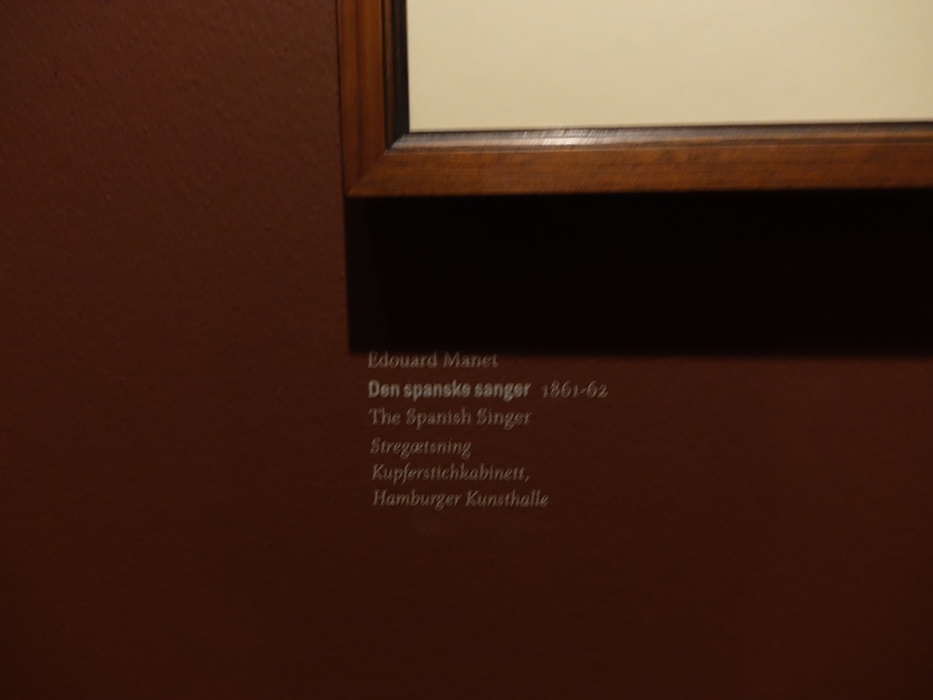 Édouard Manet
Den spanske sanger 1861-62
The Spanish Singer
Stregætsning
Kupferstichkabinett,
Hamburger Kunsthalle